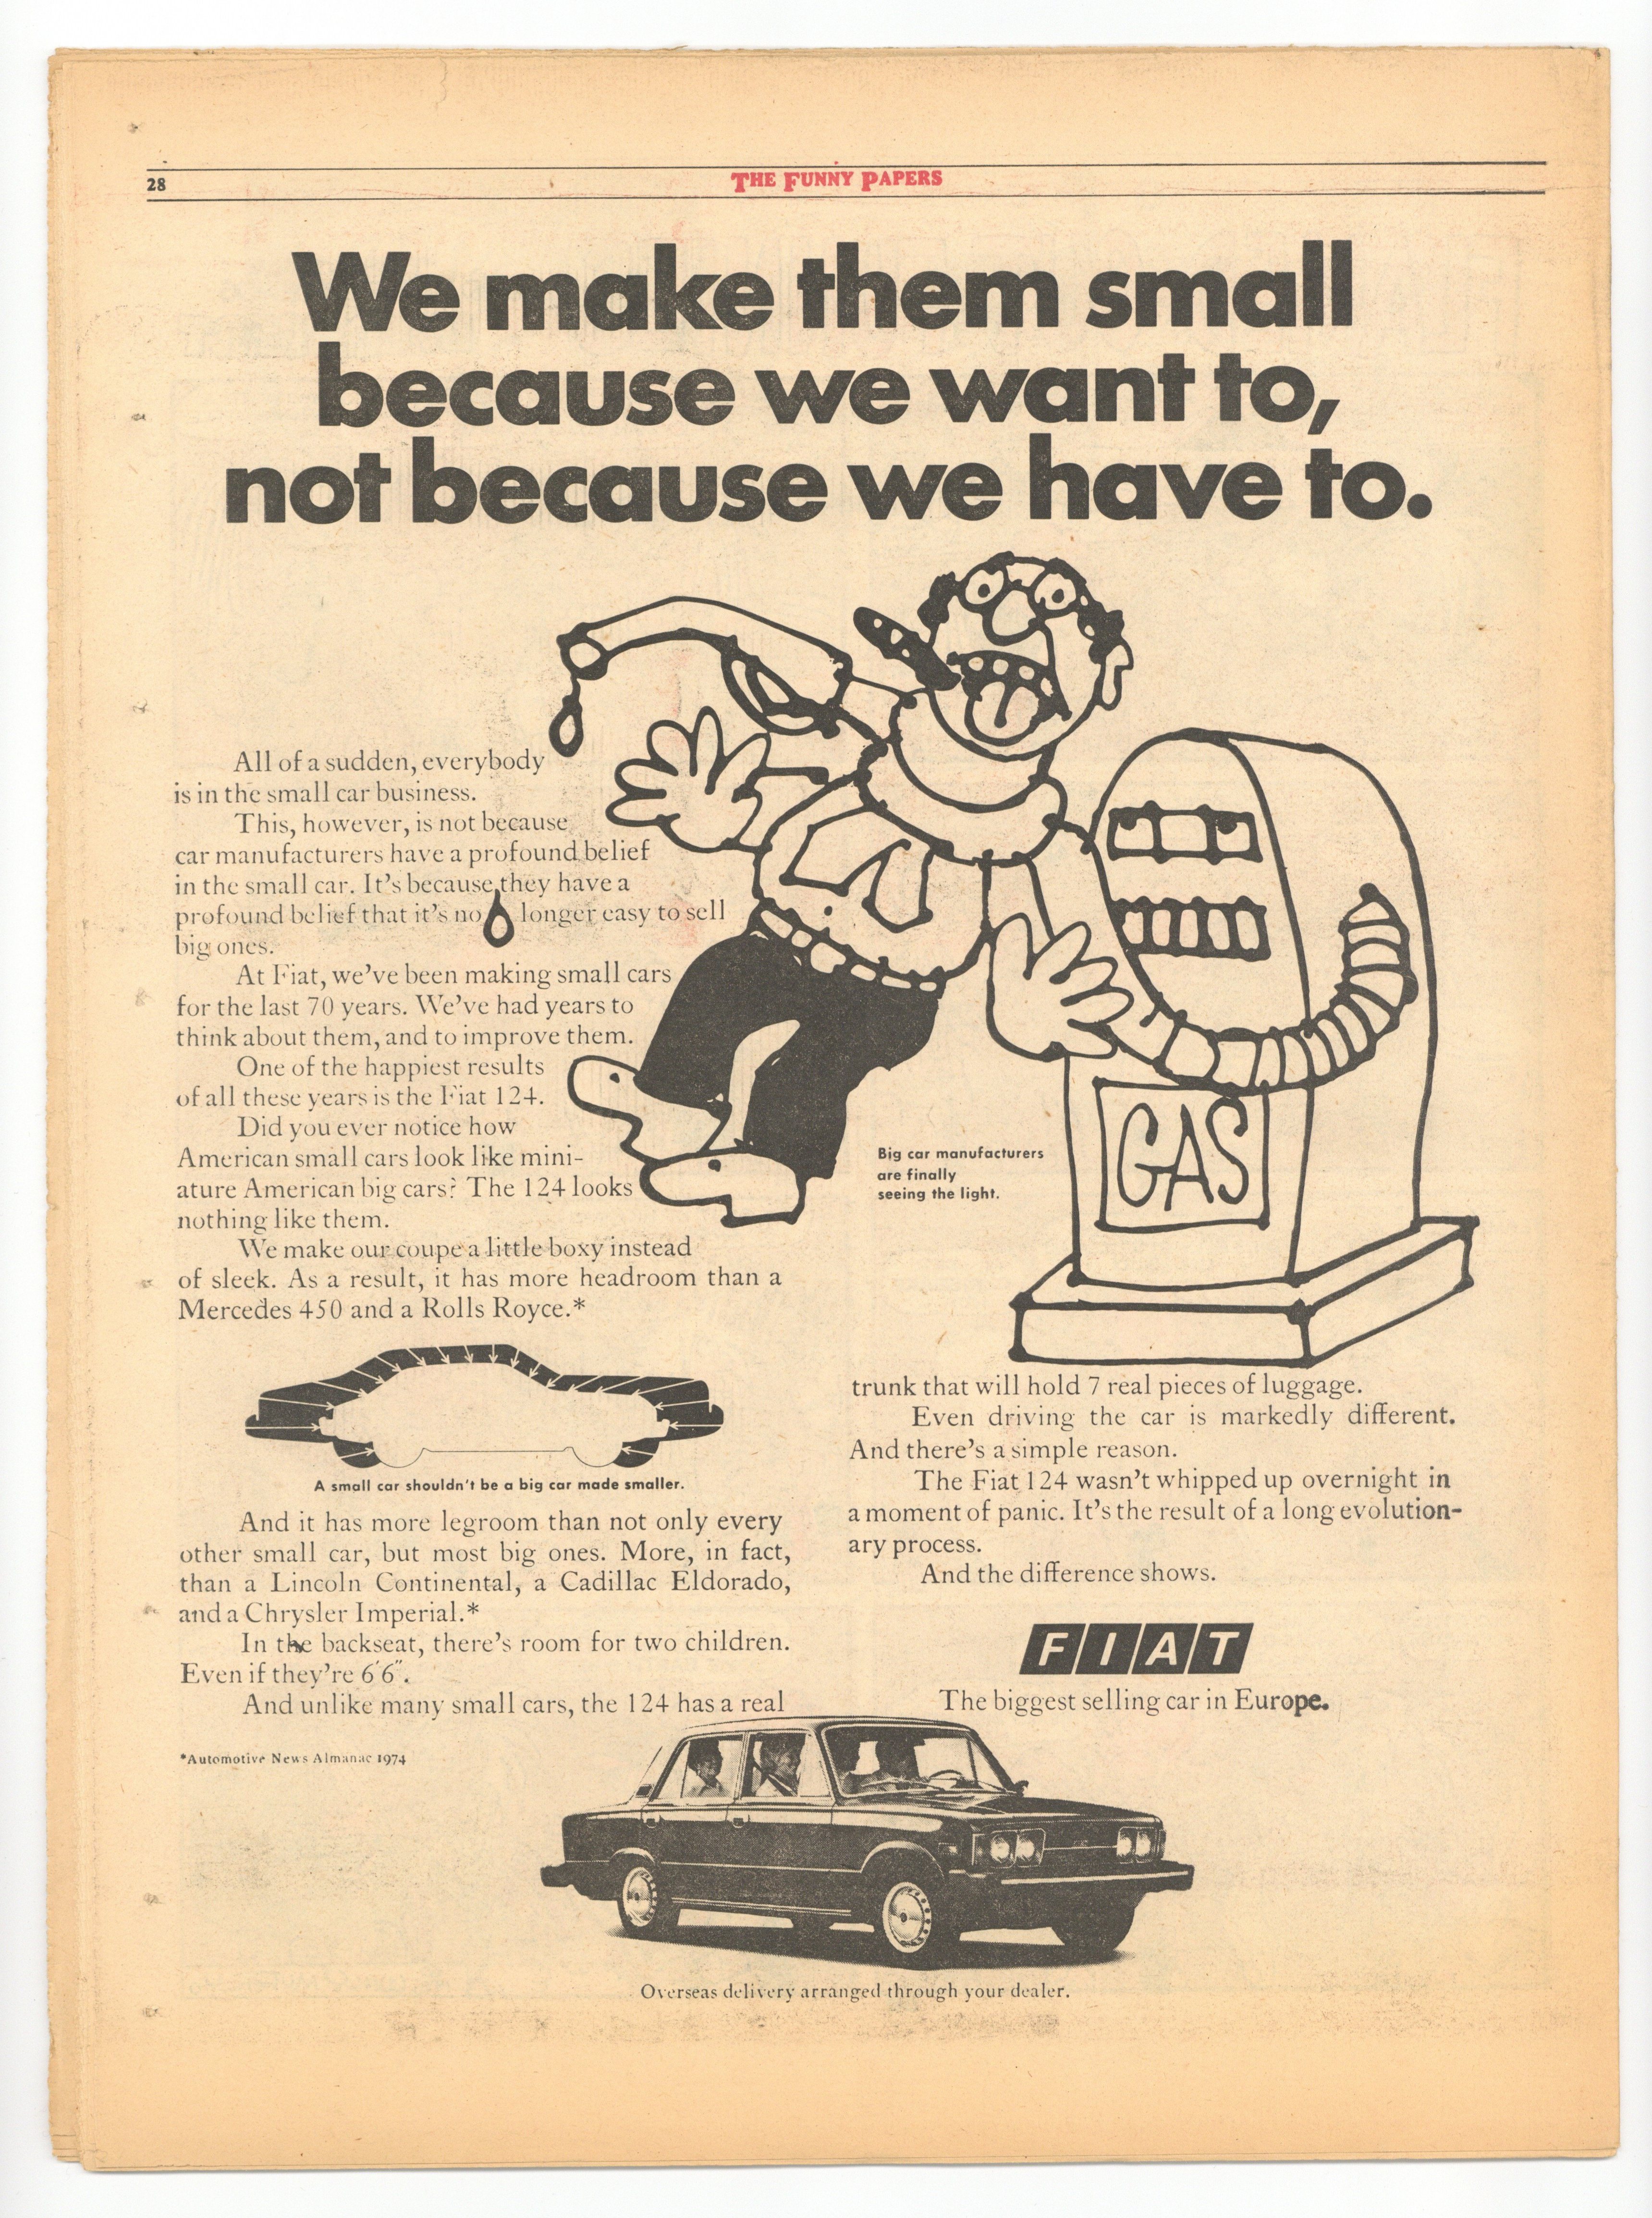 28
THE FUNNY PAPERS
We make them small
because we want to,
not because we have to.
All of a sudden, everybody
is in the small car business.
This, however, is not because
car manufacturers have a profound belief
in the small car. It's because they have a
profound belief that it's no longer easy to sell
big ones.
At Fiat, we've been making small cars
for the last 70 years. We've had years to
think about them, and to improve them.
One of the happiest results
of all these years is the Fiat 124.
Did you ever notice how
American small cars look like mini-
ature American big cars? The 124 looks
nothing like them.
We make our coupe a little boxy instead
of sleek. As a result, it has more headroom than a
Mercedes 450 and a Rolls Royce.*
A small car shouldn't be a big car made smaller.
And it has more legroom than not only every
other small car, but most big ones. More, in fact,
than a Lincoln Continental, a Cadillac Eldorado,
and a Chrysler Imperial.*
In the backseat, there's room for two children.
Even if they're 6'6".
And unlike many small cars, the 124 has a real
*Automotive News Almanac 1974
Big car manufacturers
are finally
seeing the light.
GAS
trunk that will hold 7 real pieces of luggage.
Even driving the car is markedly different.
And there's a simple reason.
The Fiat 124 wasn't whipped up overnight in
a moment of panic. It's the result of a long evolution-
ary process.
And the difference shows.
FIAT
The biggest selling car in Europe.
Overseas delivery arranged through your dealer.